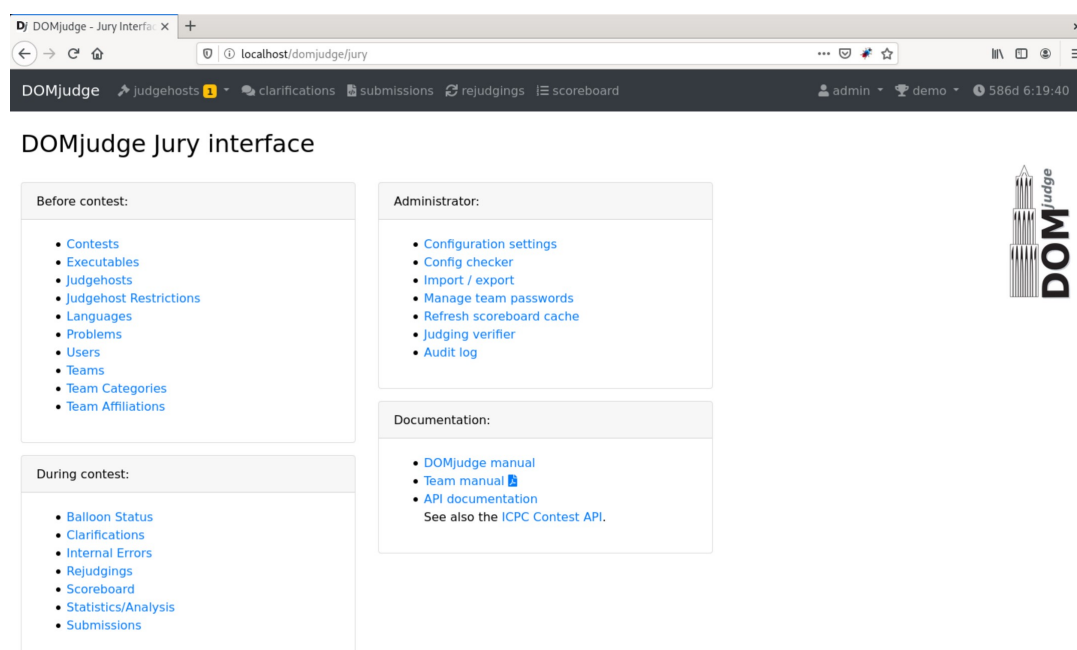 DOMjudge - Jury Interfac
localhost/domjudge/jury
DOMjudge judgehosts 1 clarifications submissions rejudgings scoreboard admin demo 586d 6:19:40
DOMjudge Jury interface
DOMjudge
Before contest:
Contests
Executables
Judgehosts
Judgehost Restrictions
Languages
Problems
Users
Teams
Team Categories
Team Affiliations
During contest:
Balloon Status
Clarifications
Internal Errors
Rejudgings
Scoreboard
Statistics/Analysis
Submissions
Administrator:
Configuration settings
Config checker
Import / export
Manage team passwords
Refresh scoreboard cache
Judging verifier
Audit log
Documentation:
DOMjudge manual
Team manual
API documentation
See also the ICPC Contest API.